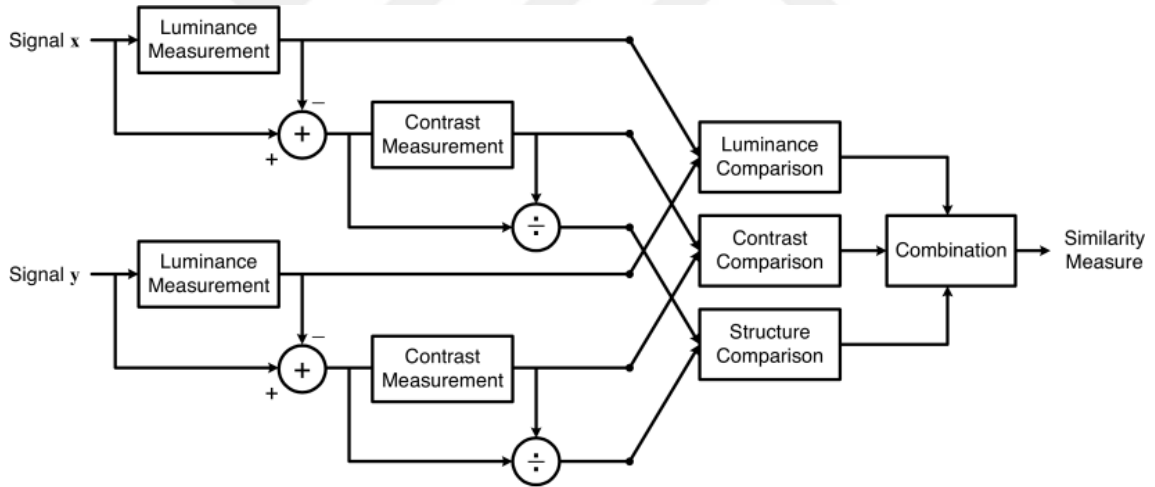 Signal x
Luminance
Measurement
−
+
+
Contrast
Measurement
÷
Signal y
Luminance
Measurement
−
+
+
Contrast
Measurement
÷
Luminance
Comparison
Contrast
Comparison
Structure
Comparison
Combination
Similarity
Measure